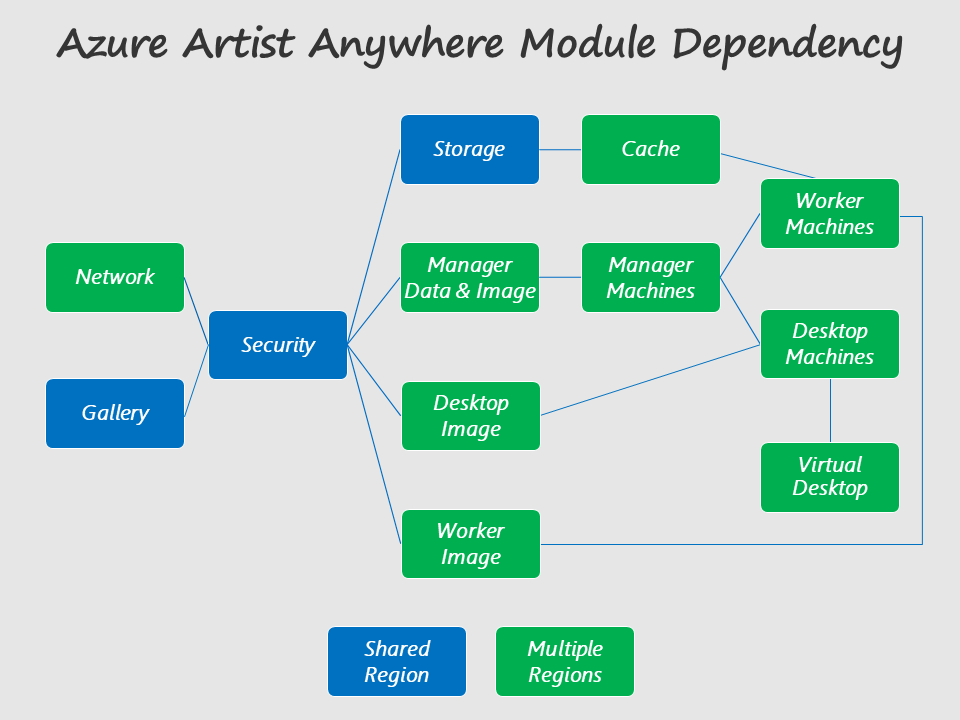 Azure Artist Anywhere Module Dependency
Storage
Cache
Worker
Machines
Network
Manager
Data & Image
Manager
Machines
Security
Desktop
Machines
Gallery
Desktop
Image
Virtual
Desktop
Worker
Image
Shared
Region
Multiple
Regions